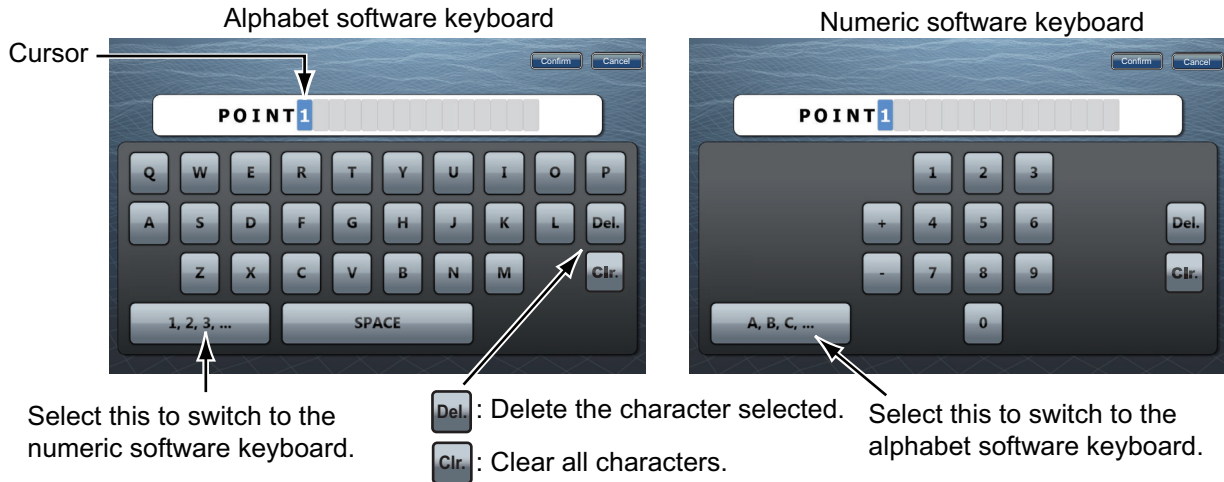 Alphabet software keyboard
Numeric software keyboard
Cursor
Confirm Cancel
POINT1
Q W E R T Y U I O P
A S D F G H J K L Del.
Z X C V B N M Clr.
1, 2, 3, ... SPACE
Confirm Cancel
POINT1
1 2 3
+ 4 5 6 Del.
- 7 8 9 Clr.
A, B, C, ... 0
Select this to switch to the
numeric software keyboard.
Del. : Delete the character selected.
Clr. : Clear all characters.
Select this to switch to the
alphabet software keyboard.